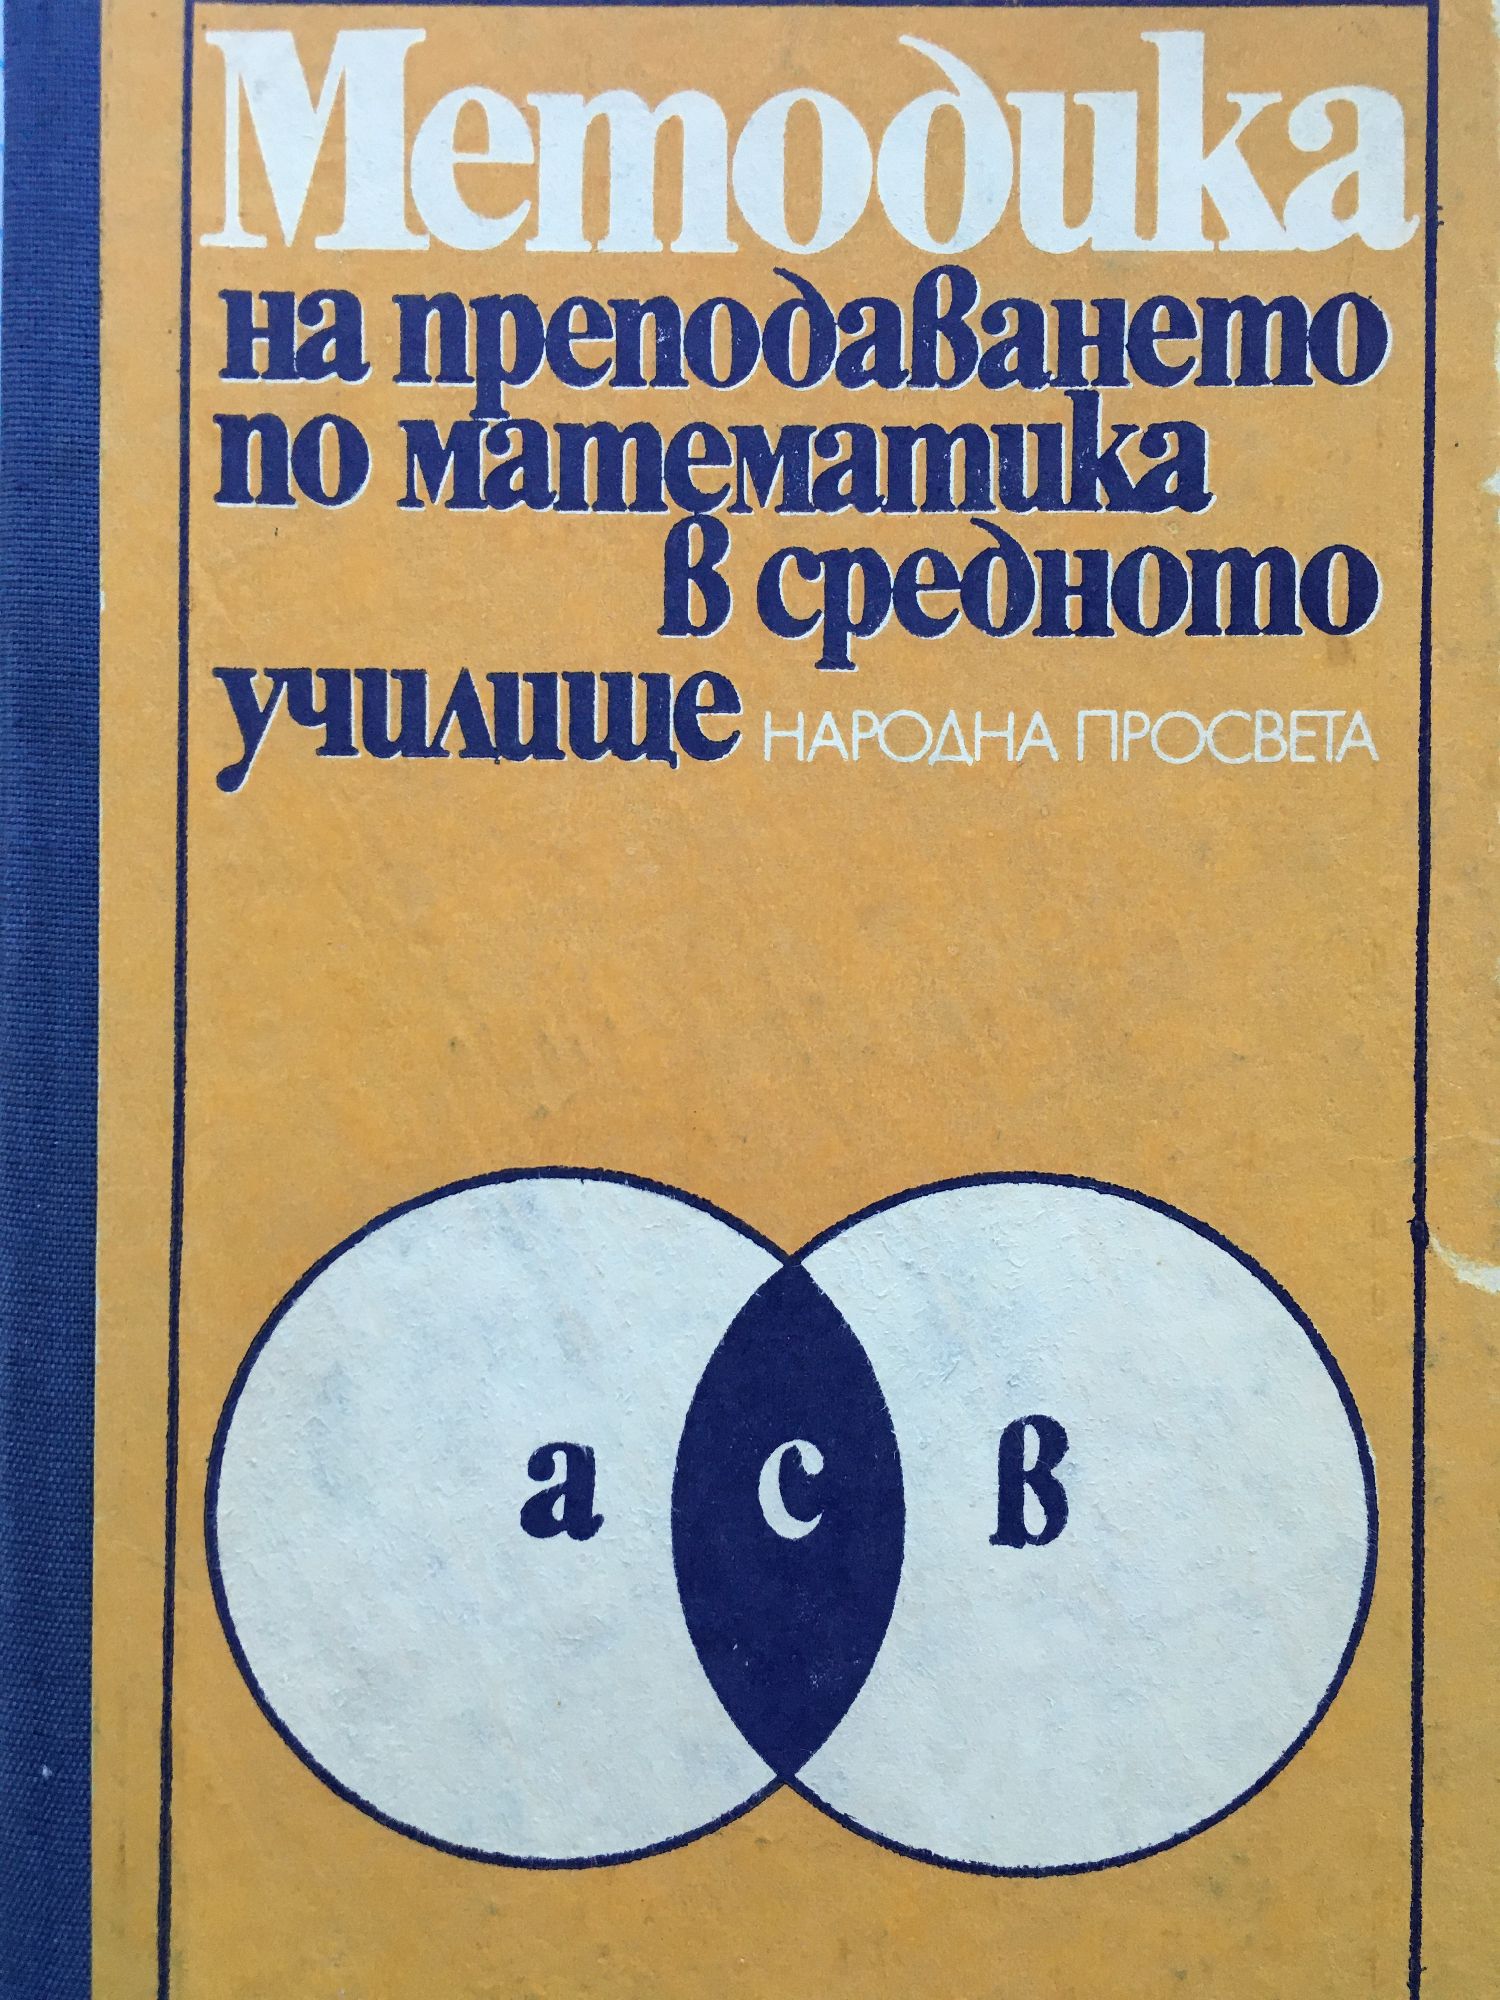 Методика
на преподаването
по математика
в средното
училище НАРОДНА ПРОСВЕТА
а с в